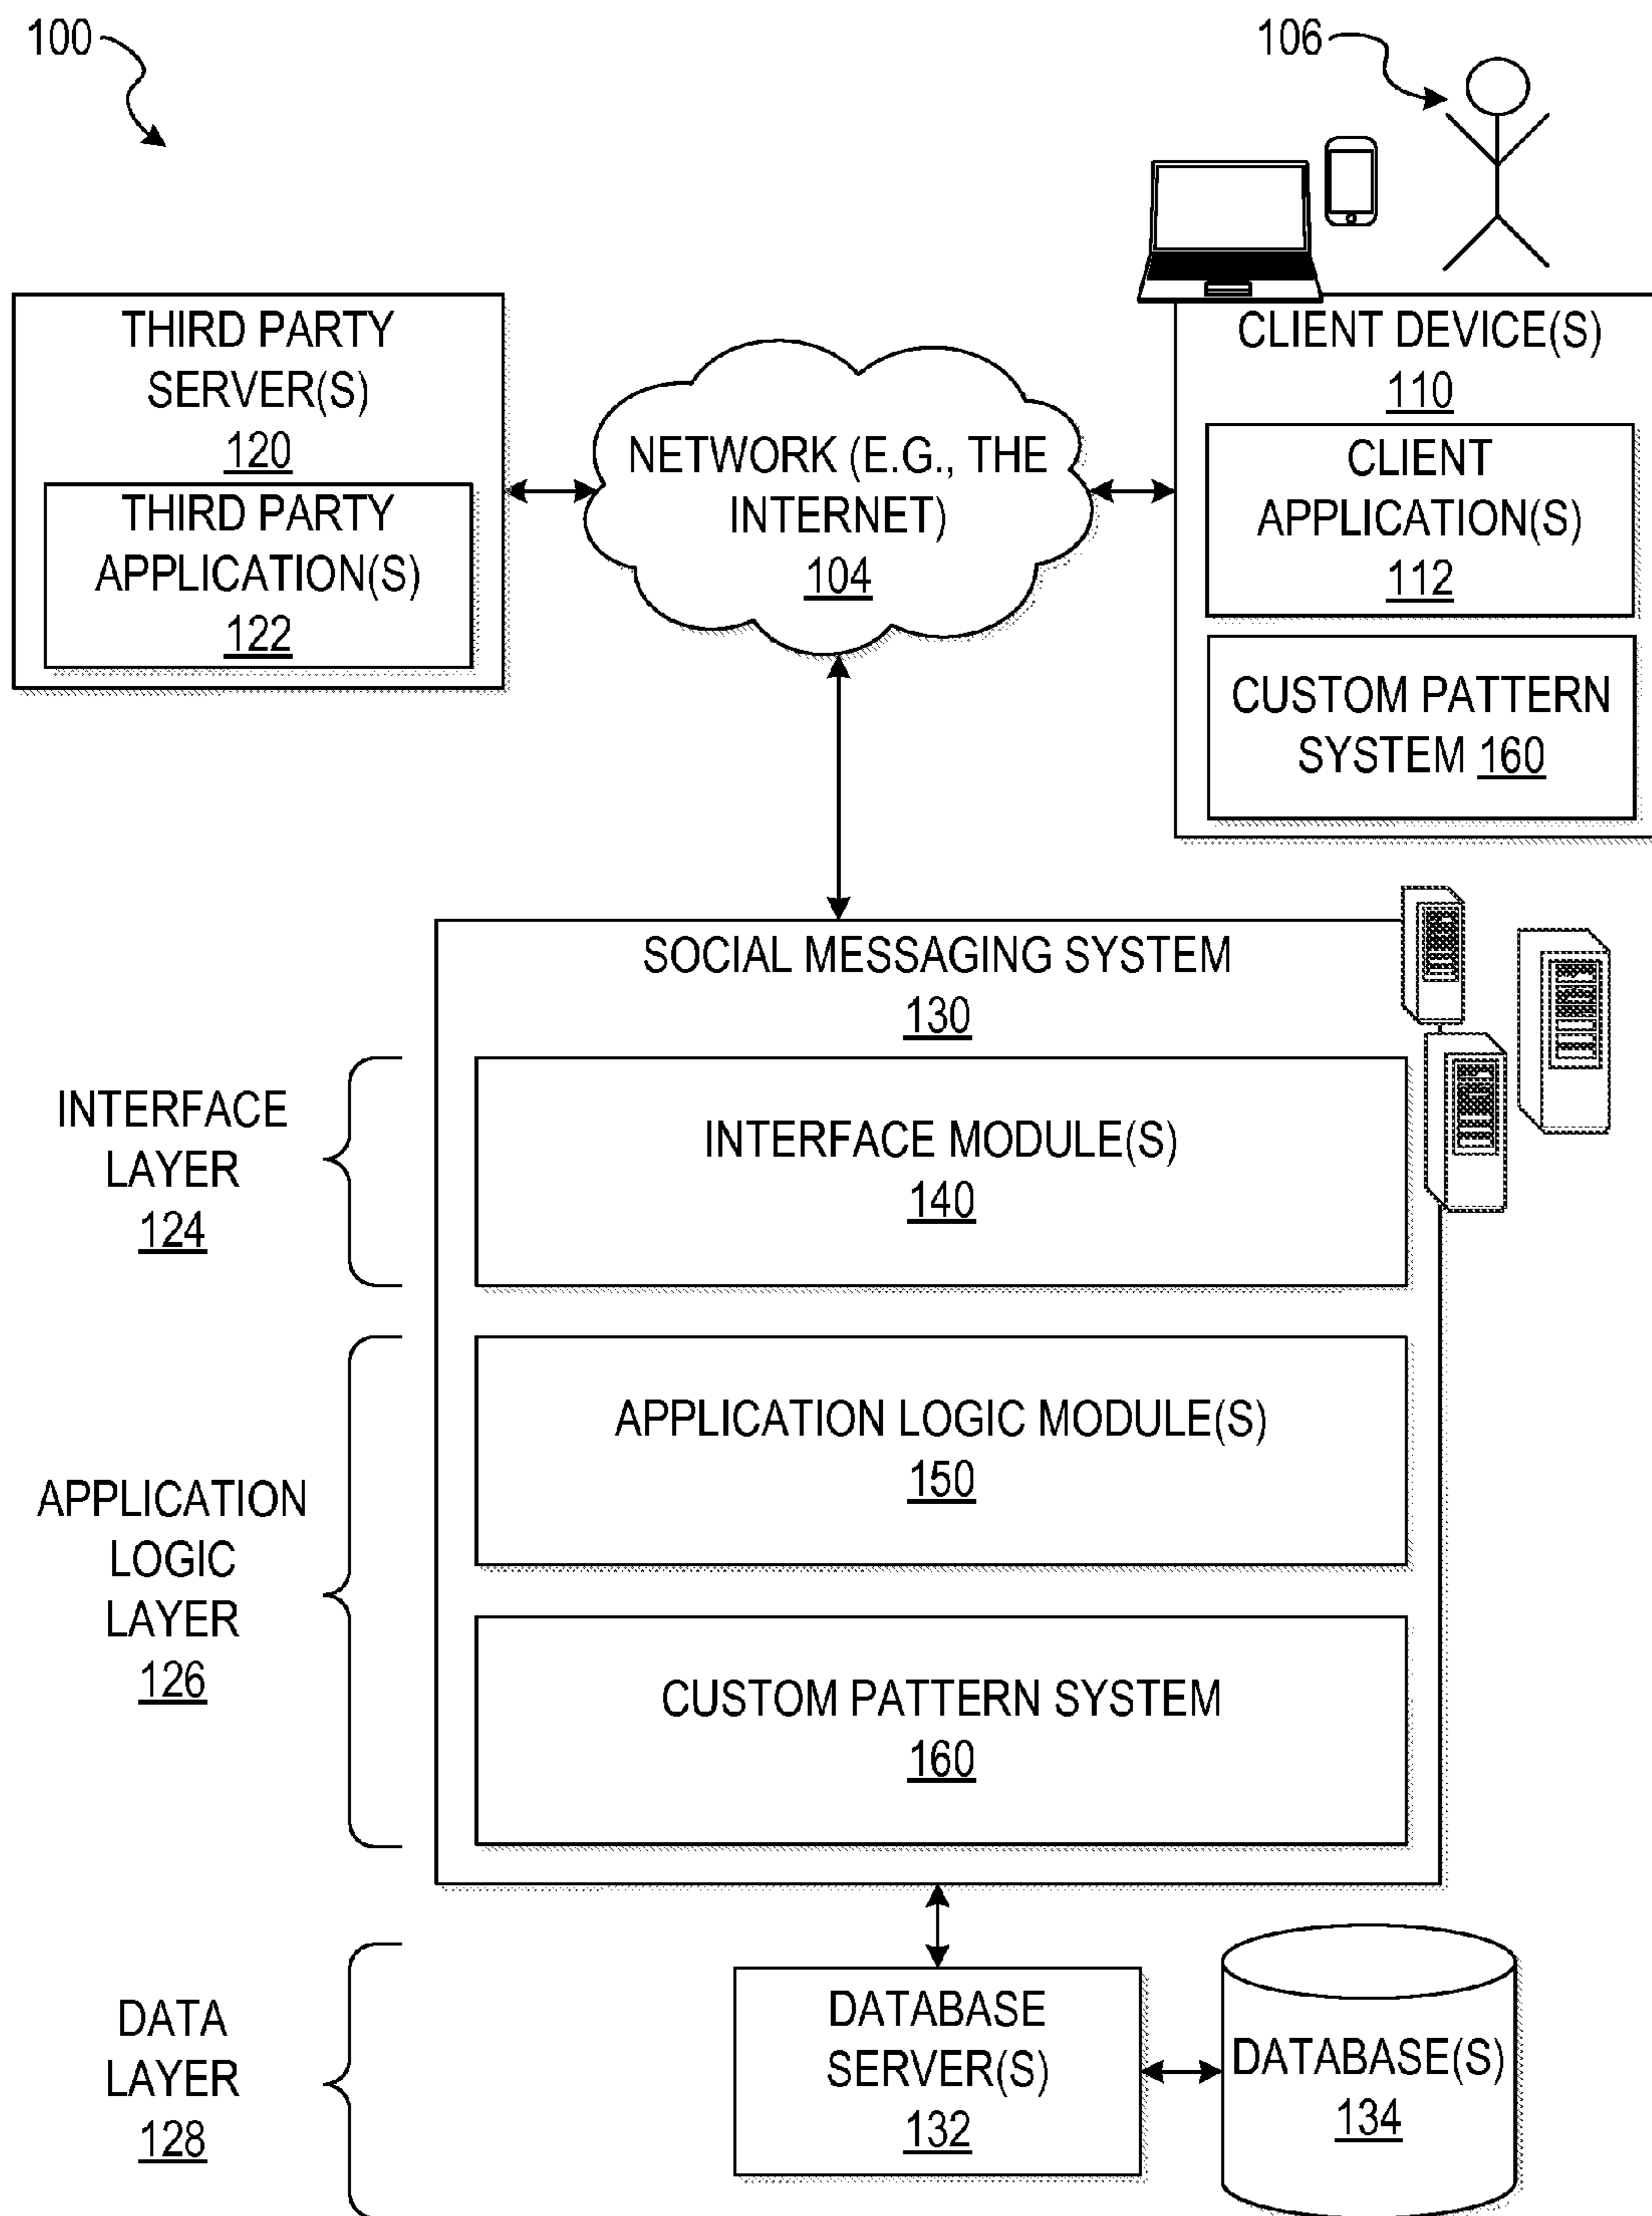 100
106
THIRD PARTY
SERVER(S)
120
THIRD PARTY
APPLICATION(S)
122
NETWORK (E.G., THE
INTERNET)
104
CLIENT DEVICE(S)
110
CLIENT
APPLICATION(S)
112
CUSTOM PATTERN
SYSTEM 160
SOCIAL MESSAGING SYSTEM
130
INTERFACE
LAYER
124
INTERFACE MODULE(S)
140
APPLICATION
LOGIC
LAYER
126
APPLICATION LOGIC MODULE(S)
150
CUSTOM PATTERN SYSTEM
160
DATA
LAYER
128
DATABASE
SERVER(S)
132
DATABASE(S)
134